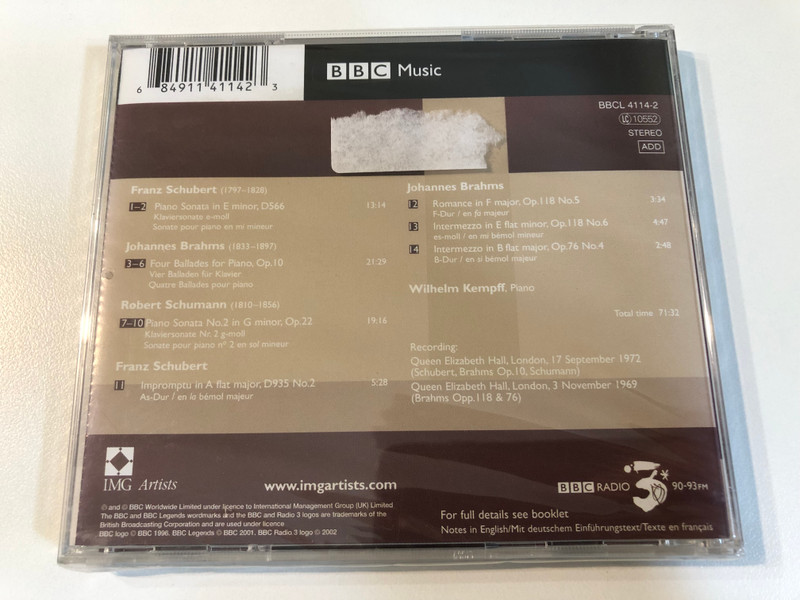 6 84911 41142 3
BBC Music
BBCL 4114-2
LC 10552
STEREO
ADD
Franz Schubert (1797–1828)
1–2 Piano Sonata in E minor, D566 13:14
Klaviersonate e-moll
Sonate pour piano en mi mineur
Johannes Brahms (1833–1897)
3–6 Four Ballades for Piano, Op.10 21:29
Vier Balladen für Klavier
Quatre Ballades pour piano
Robert Schumann (1810–1856)
7–10 Piano Sonata No.2 in G minor, Op.22 19:16
Klaviersonate Nr. 2 g-moll
Sonate pour piano nº 2 en sol mineur
Franz Schubert
11 Impromptu in A flat major, D935 No.2 5:28
As-Dur / en la bémol majeur
Johannes Brahms
12 Romance in F major, Op.118 No.5 3:34
F-Dur / en fa majeur
13 Intermezzo in E flat minor, Op.118 No.6 4:47
es-moll / en mi bémol mineur
14 Intermezzo in B flat major, Op.76 No.4 2:48
B-Dur / en si bémol majeur
Wilhelm Kempff, Piano
Total time 71:32
Recording:
Queen Elizabeth Hall, London, 17 September 1972
(Schubert, Brahms Op.10, Schumann)
Queen Elizabeth Hall, London, 3 November 1969
(Brahms Opp.118 & 76)
IMG Artists
www.imgartists.com
BBC RADIO 3 90-93FM
℗ and © BBC Worldwide Limited under licence to International Management Group (UK) Limited
The BBC and BBC Legends wordmarks and the BBC and Radio 3 logos are trademarks of the
British Broadcasting Corporation and are used under licence
BBC logo © BBC 1996, BBC Legends © BBC 2001, BBC Radio 3 logo © 2002
For full details see booklet
Notes in English/Mit deutschem Einführungstext/Texte en français